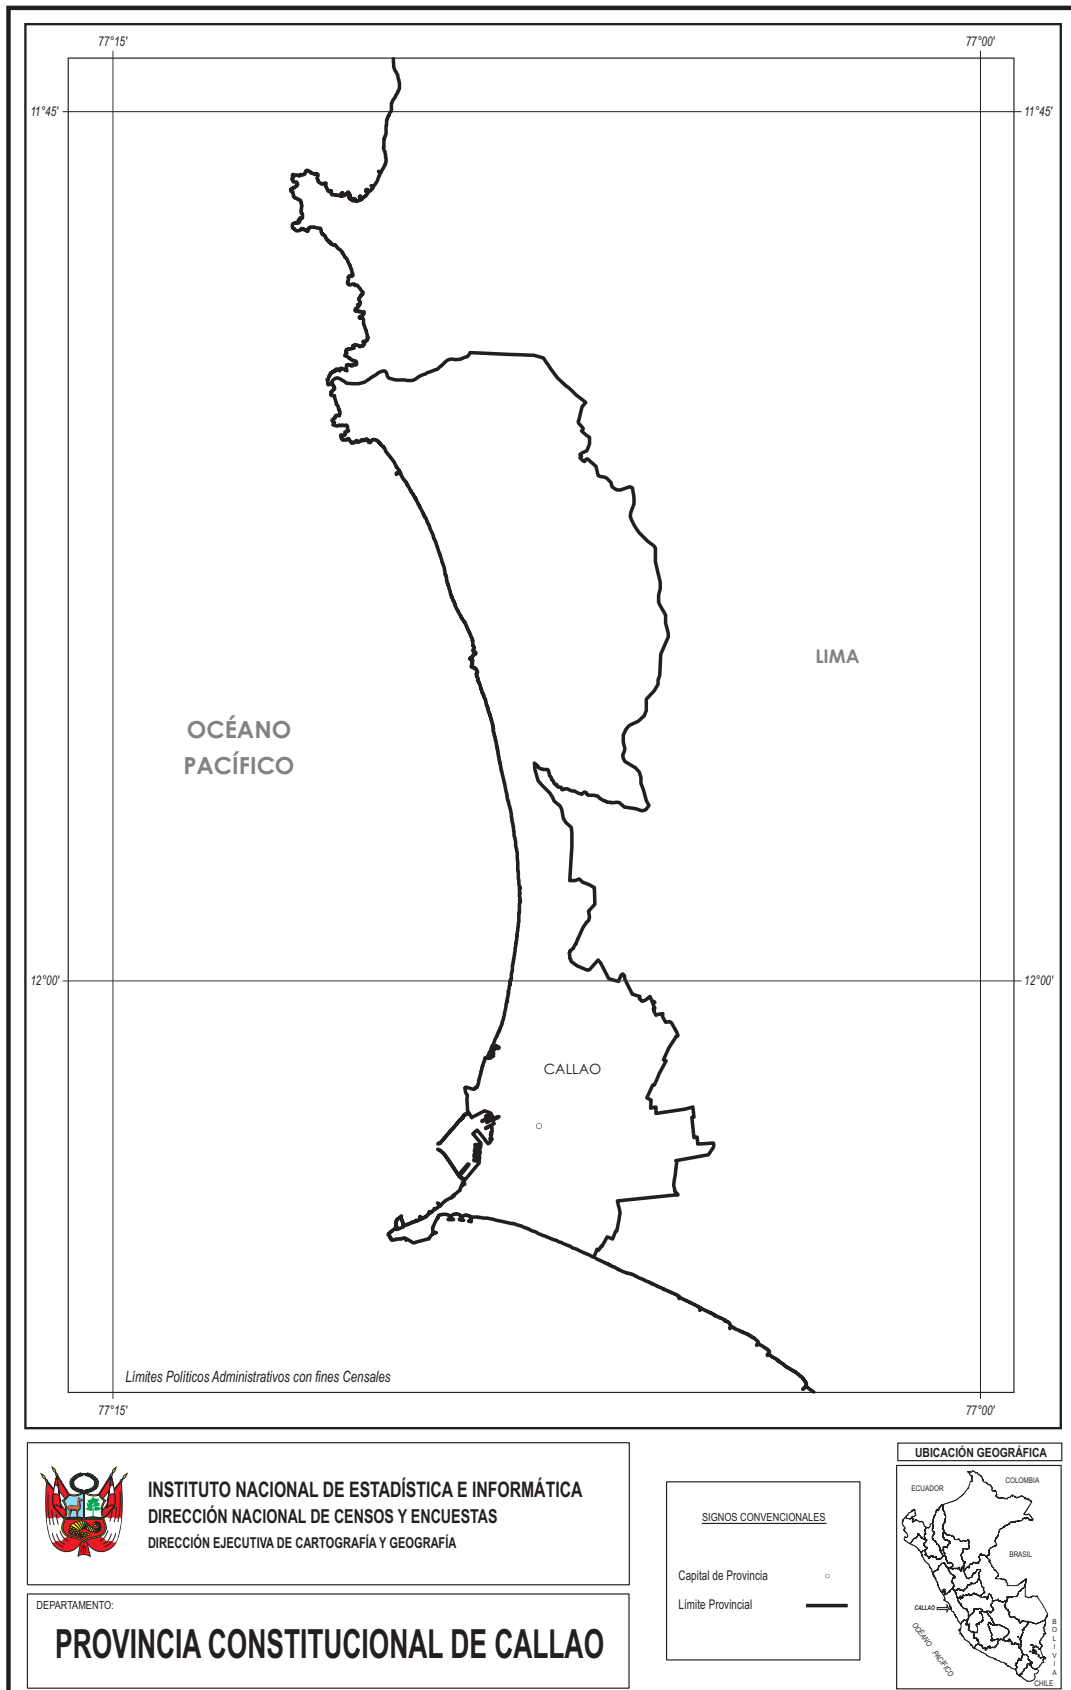 77°15'
77°00'
11°45'
11°45'
LIMA
OCÉANO
PACÍFICO
12°00'
12°00'
CALLAO
Límites Políticos Administrativos con fines Censales
77°15'
77°00'
INSTITUTO NACIONAL DE ESTADÍSTICA E INFORMÁTICA
DIRECCIÓN NACIONAL DE CENSOS Y ENCUESTAS
DIRECCIÓN EJECUTIVA DE CARTOGRAFÍA Y GEOGRAFÍA
DEPARTAMENTO:
PROVINCIA CONSTITUCIONAL DE CALLAO
SIGNOS CONVENCIONALES
Capital de Provincia
Límite Provincial
UBICACIÓN GEOGRÁFICA
COLOMBIA
ECUADOR
BRASIL
CALLAO
OCÉANO PACÍFICO
BOLIVIA
CHILE